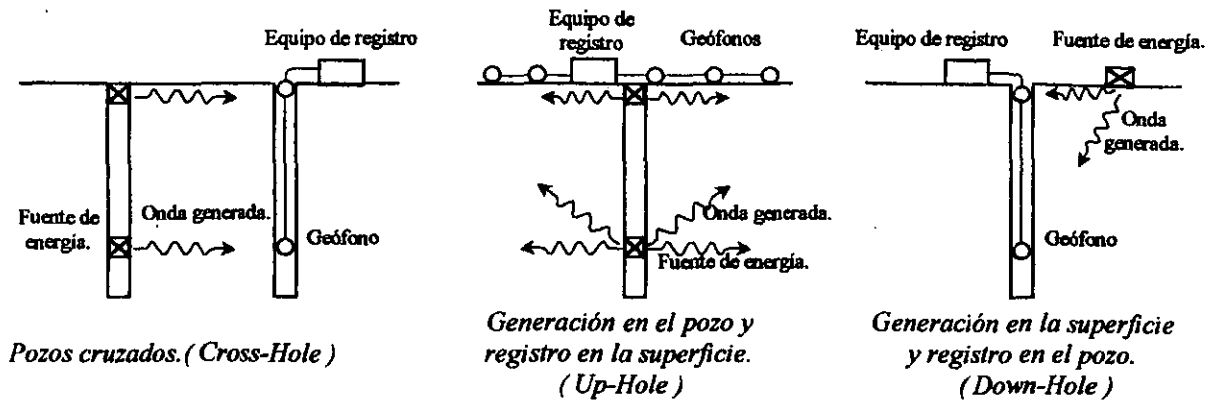 Equipo de registro
Fuente de
energía.
Onda generada.
Geófono
Pozos cruzados. ( Cross-Hole )
Equipo de
registro
Geófonos
Onda generada.
Fuente de energía.
Generación en el pozo y
registro en la superficie.
( Up-Hole )
Equipo de registro
Fuente de energía.
Onda
generada.
Geófono
Generación en la superficie
y registro en el pozo.
( Down-Hole )